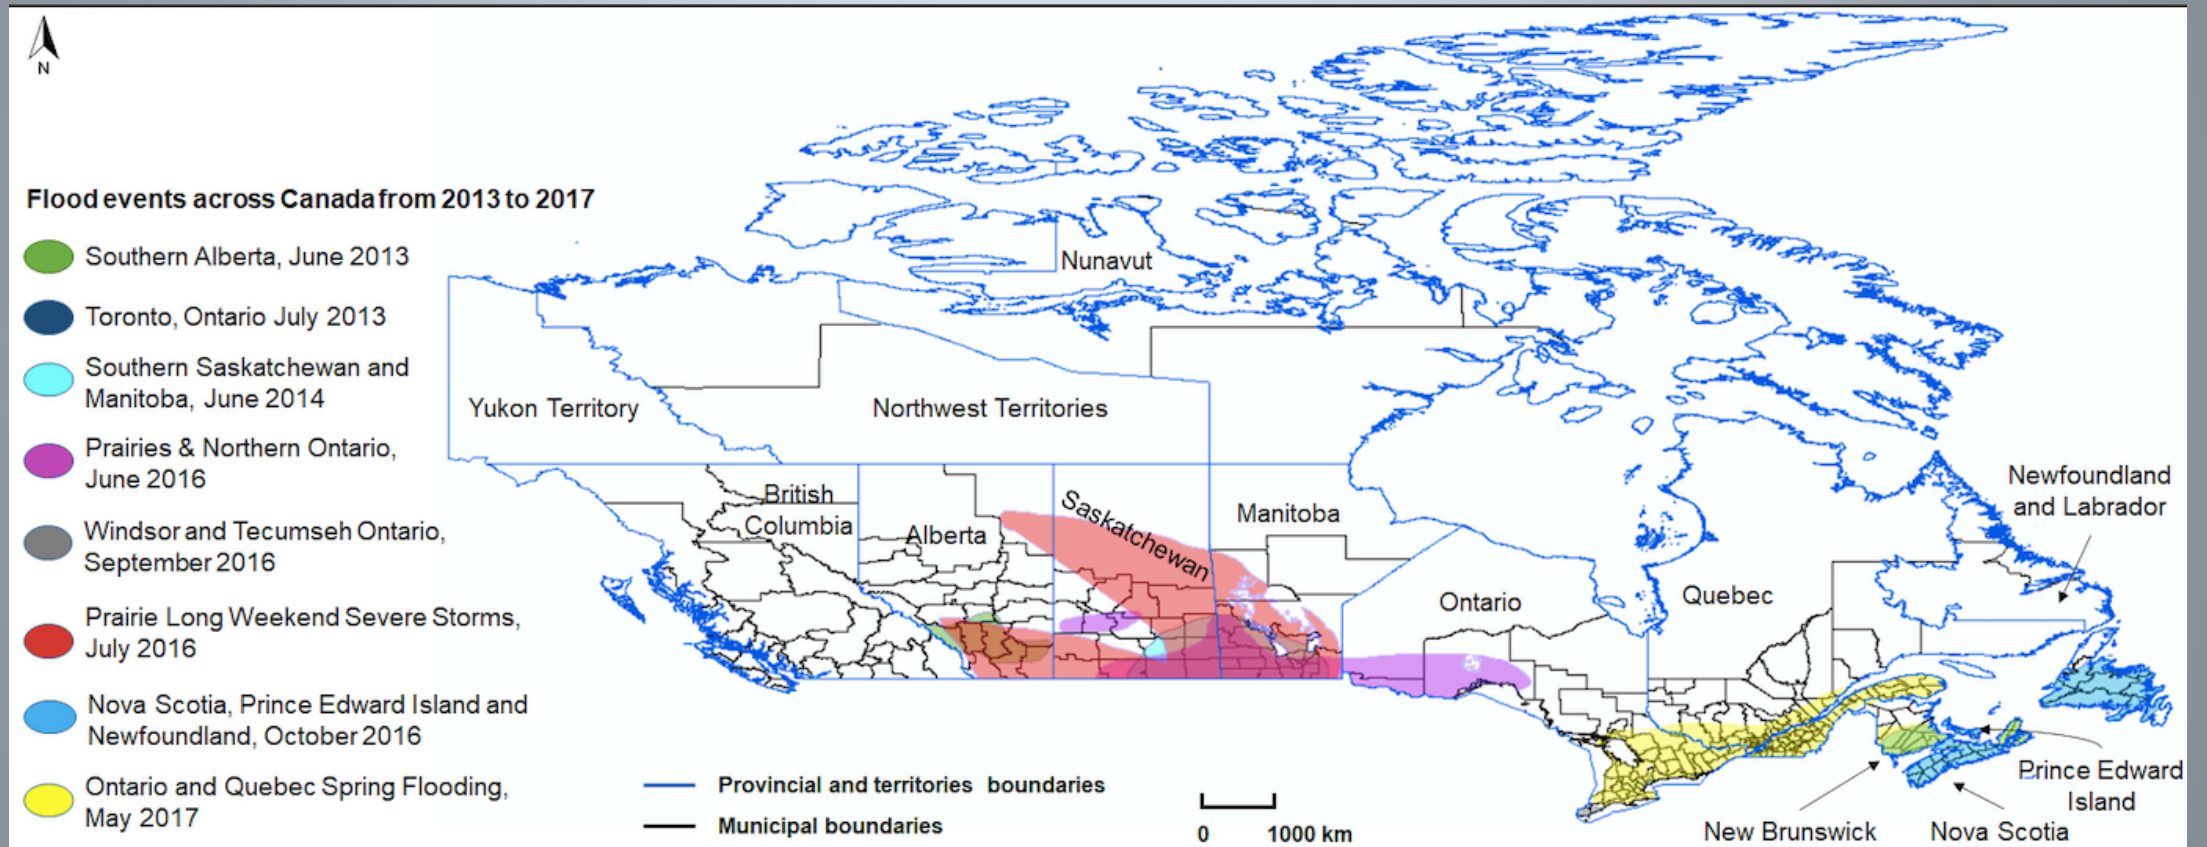 N
Flood events across Canada from 2013 to 2017
Southern Alberta, June 2013
Toronto, Ontario July 2013
Southern Saskatchewan and
Manitoba, June 2014
Prairies & Northern Ontario,
June 2016
Windsor and Tecumseh Ontario,
September 2016
Prairie Long Weekend Severe Storms,
July 2016
Nova Scotia, Prince Edward Island and
Newfoundland, October 2016
Ontario and Quebec Spring Flooding,
May 2017
Nunavut
Yukon Territory
Northwest Territories
British
Columbia
Alberta
Saskatchewan
Manitoba
Ontario
Quebec
Newfoundland
and Labrador
Prince Edward
Island
New Brunswick
Nova Scotia
Provincial and territories boundaries
Municipal boundaries
0 1000 km